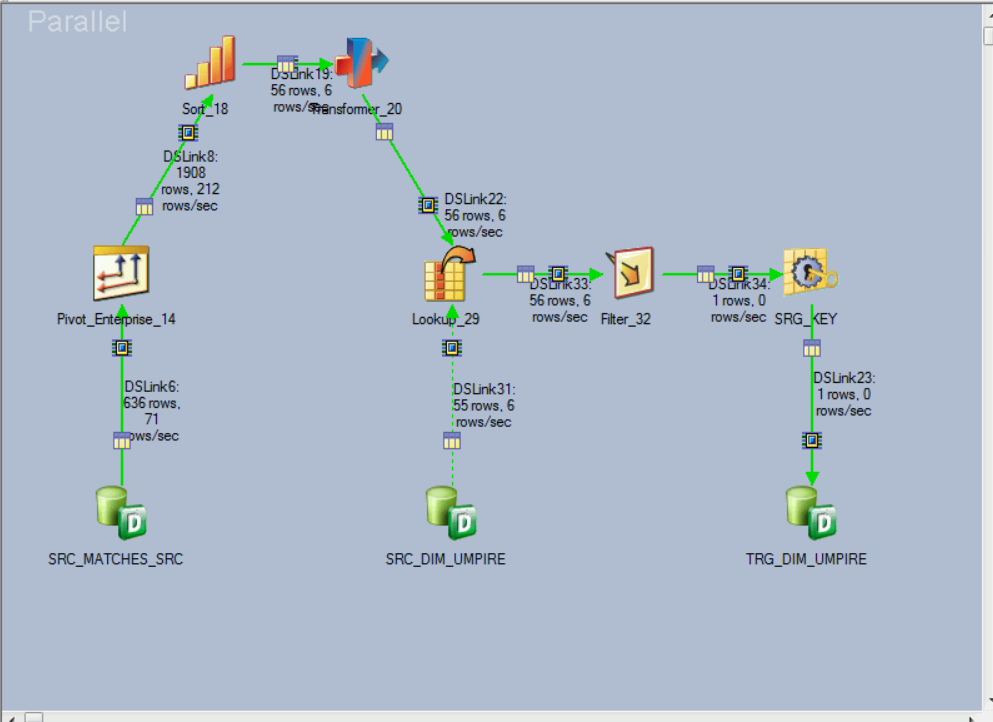 Parallel
DSLink19:
56 rows, 6
rows/sec
Sort_18
Transformer_20
DSLink8:
1908
rows, 212
rows/sec
DSLink22:
56 rows, 6
rows/sec
Pivot_Enterprise_14
Lookup_29
DSLink33:
56 rows, 6
rows/sec
Filter_32
DSLink34:
1 rows, 0
rows/sec
SRG_KEY
DSLink6:
636 rows,
71
rows/sec
DSLink31:
55 rows, 6
rows/sec
DSLink23:
1 rows, 0
rows/sec
D
D
D
SRC_MATCHES_SRC
SRC_DIM_UMPIRE
TRG_DIM_UMPIRE